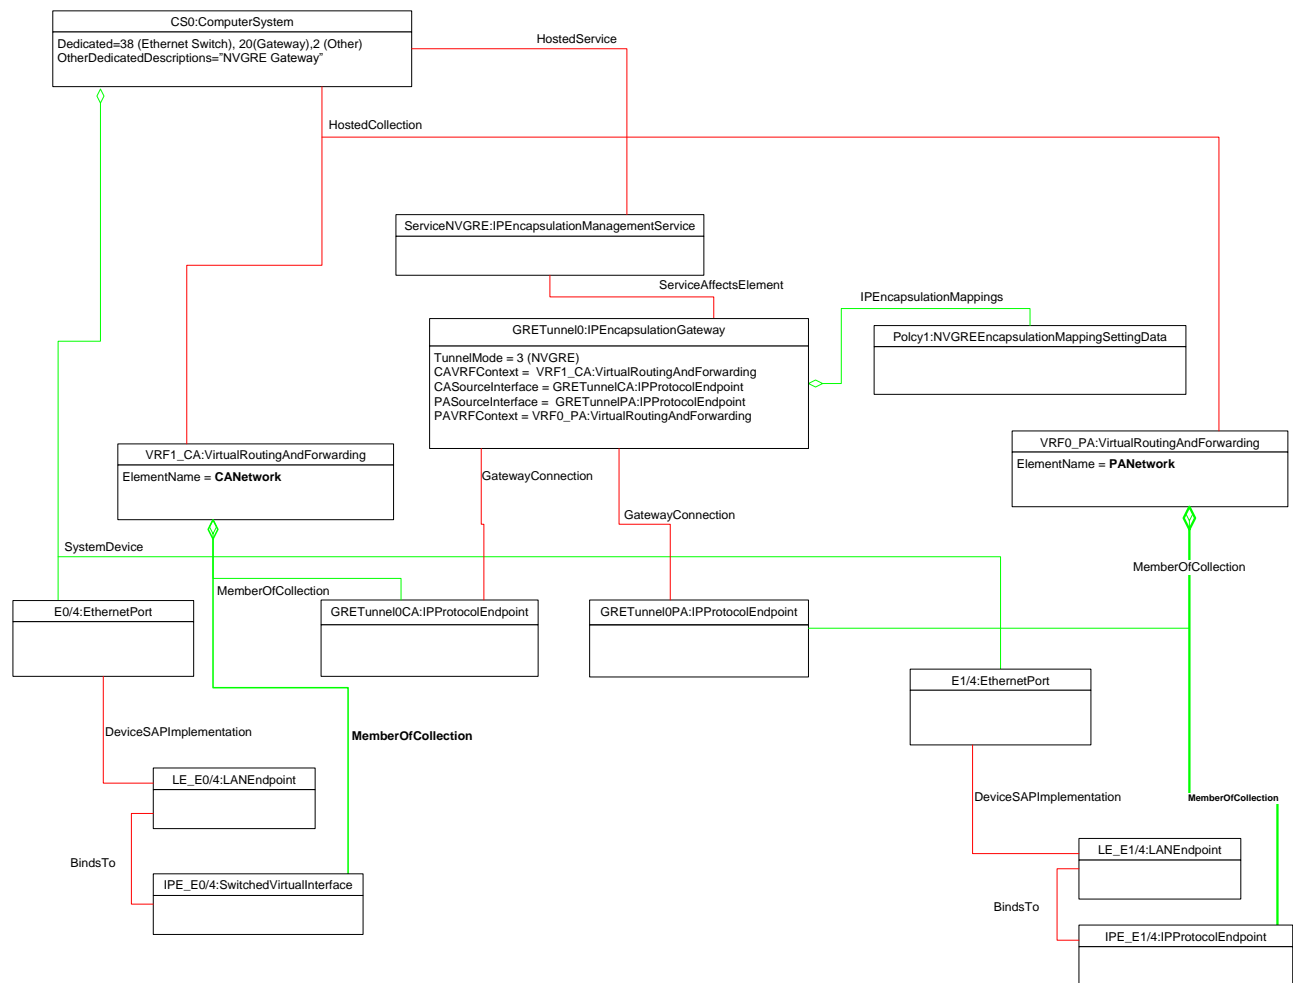 CS0:ComputerSystem
Dedicated=38 (Ethernet Switch), 20(Gateway),2 (Other)
OtherDedicatedDescriptions=”NVGRE Gateway”
HostedService
HostedCollection
ServiceNVGRE:IPEncapsulationManagementService
ServiceAffectsElement
IPEncapsulationMappings
GRETunnel0:IPEncapsulationGateway
TunnelMode = 3 (NVGRE)
CAVRFContext =  VRF1_CA:VirtualRoutingAndForwarding
CASourceInterface = GRETunnelCA:IPProtocolEndpoint
PASourceInterface =  GRETunnelPA:IPProtocolEndpoint
PAVRFContext = VRF0_PA:VirtualRoutingAndForwarding
Polcy1:NVGREEncapsulationMappingSettingData
VRF1_CA:VirtualRoutingAndForwarding
ElementName = CANetwork
VRF0_PA:VirtualRoutingAndForwarding
ElementName = PANetwork
GatewayConnection
GatewayConnection
SystemDevice
MemberOfCollection
MemberOfCollection
E0/4:EthernetPort
GRETunnel0CA:IPProtocolEndpoint
GRETunnel0PA:IPProtocolEndpoint
E1/4:EthernetPort
DeviceSAPImplementation
MemberOfCollection
LE_E0/4:LANEndpoint
DeviceSAPImplementation
MemberOfCollection
BindsTo
LE_E1/4:LANEndpoint
IPE_E0/4:SwitchedVirtualInterface
BindsTo
IPE_E1/4:IPProtocolEndpoint